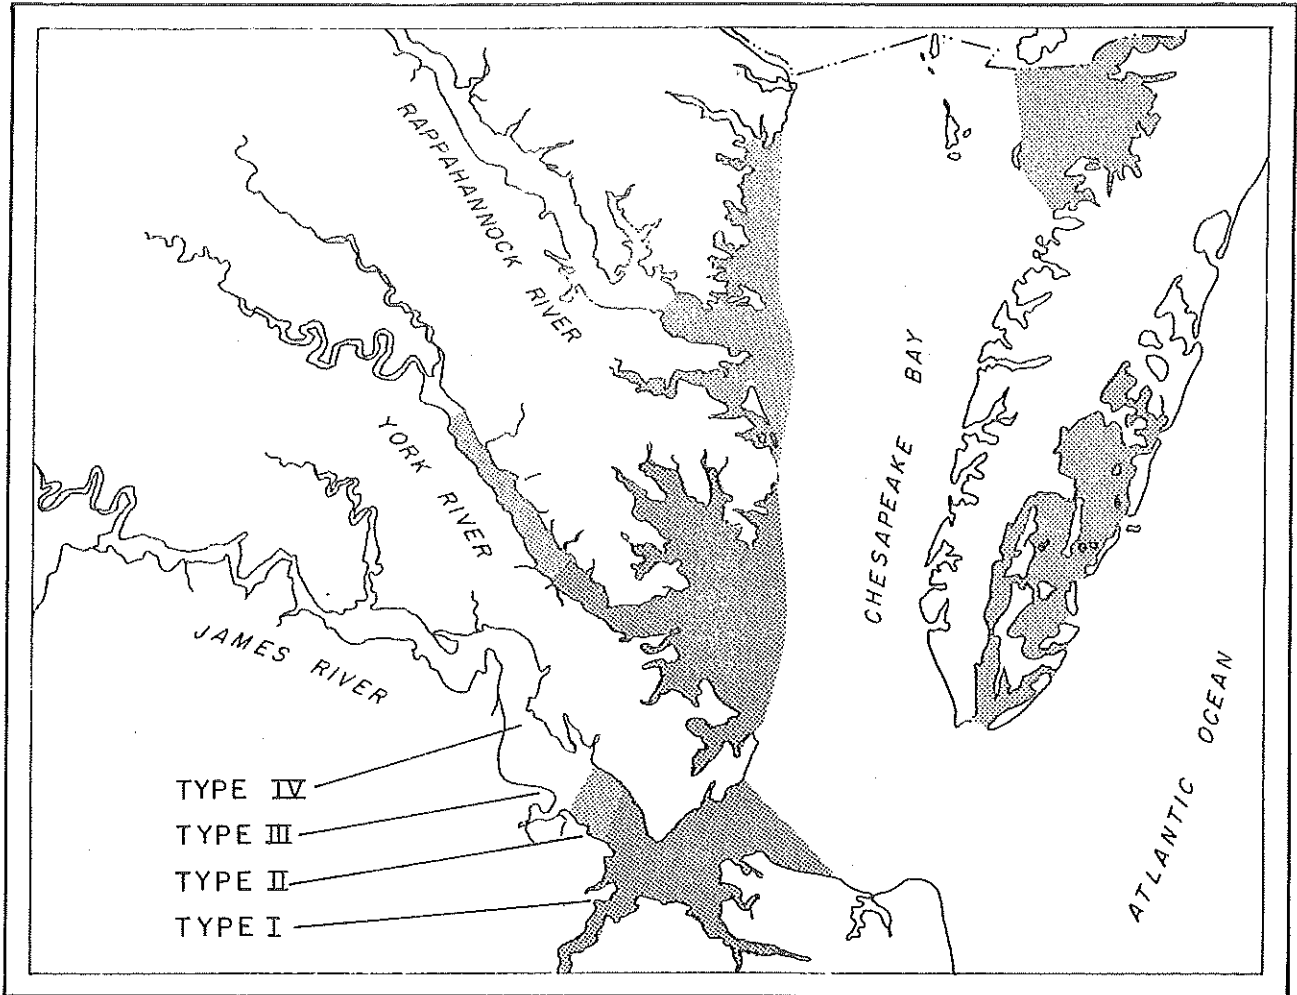 RAPPAHANNOCK RIVER
YORK RIVER
JAMES RIVER
CHESAPEAKE BAY
ATLANTIC OCEAN
TYPE IV
TYPE III
TYPE II
TYPE I